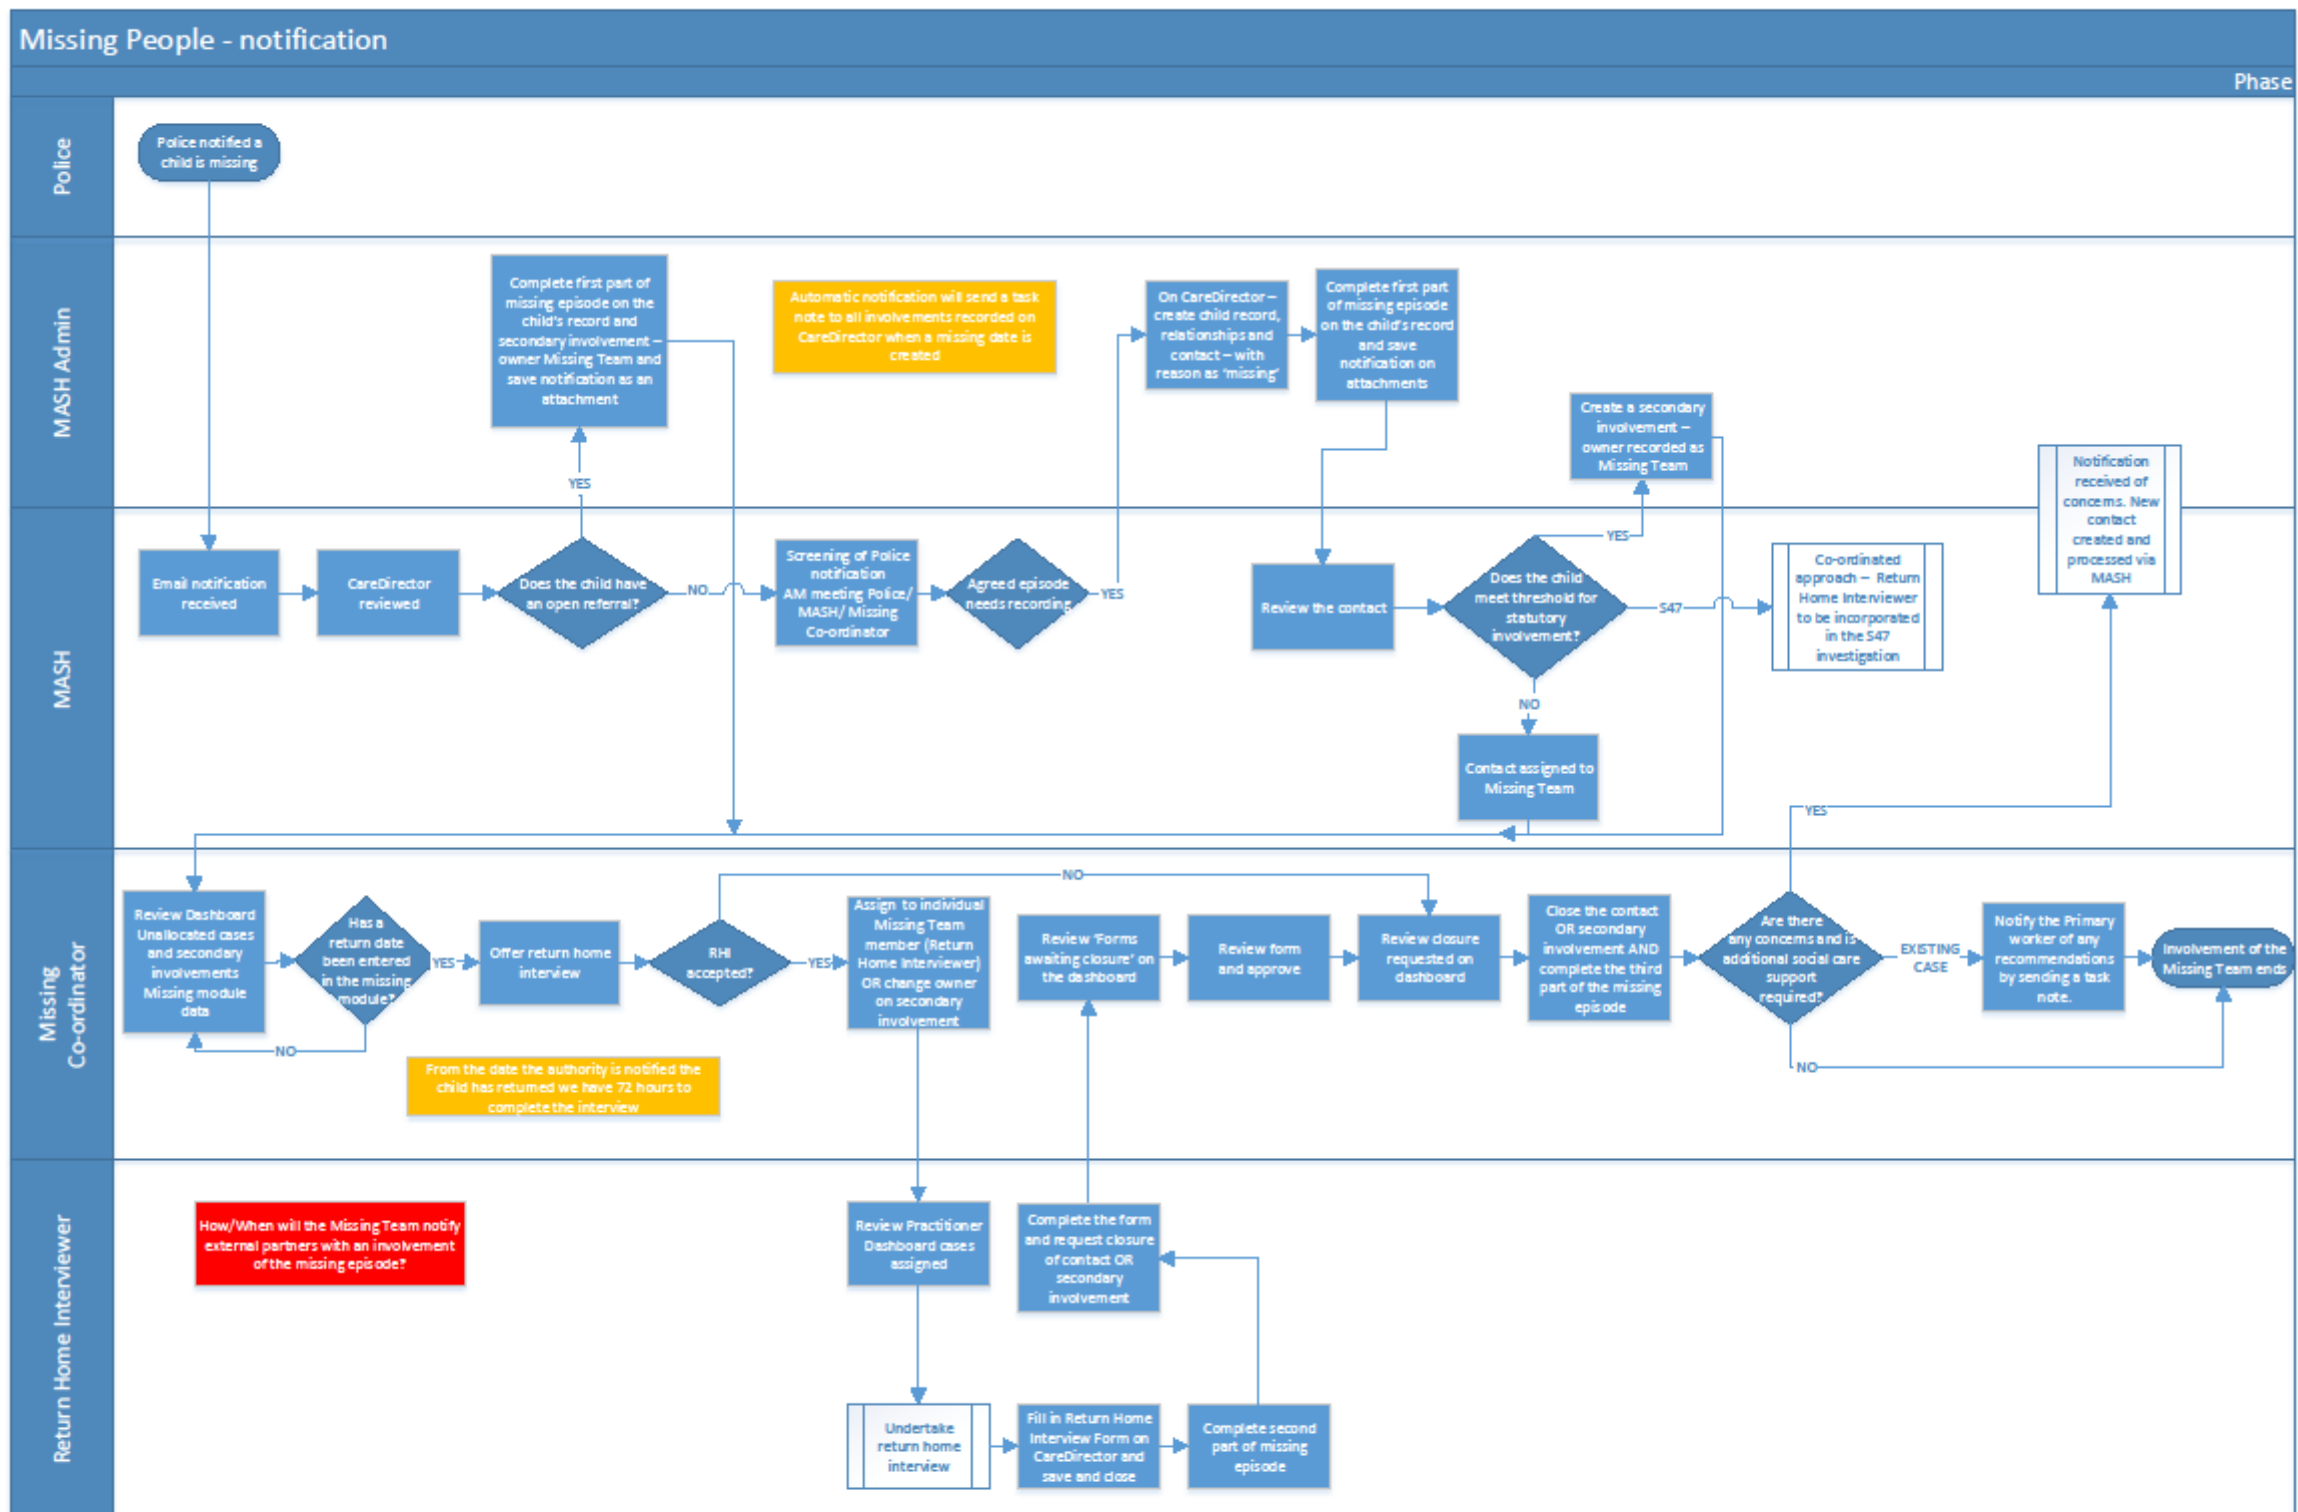 Missing People - notification
Phase
Police
Police notified a
child is missing
MASH Admin
Complete first part of
missing episode on the
child's record and
secondary involvement –
owner Missing Team and
save notification as an
attachment
Automatic notification will send a task
note to all involvements recorded on
CareDirector when a missing date is
created
On CareDirector –
create child record,
relationships and
contact – with
reason as 'missing'
Complete first part
of missing episode
on the child's record
and save
notification on
attachments
Create a secondary
involvement –
owner recorded as
Missing Team
Notification
received of
concerns. New
contact
created and
processed via
MASH
YES
MASH
Email notification
received
CareDirector
reviewed
Does the child have
an open referral?
NO
Screening of Police
notification
AM meeting Police/
MASH/ Missing
Co-ordinator
Agreed episode
needs recording
YES
Review the contact
Does the child
meet threshold for
statutory
involvement?
YES
S47
Co-ordinated
approach – Return
Home Interviewer
to be incorporated
in the S47
investigation
NO
Contact assigned to
Missing Team
YES
Missing
Co-ordinator
Review Dashboard
Unallocated cases
and secondary
involvements
Missing module
data
Has a
return date
been entered
in the missing
module?
YES
NO
Offer return home
interview
RHI
accepted?
NO
YES
Assign to individual
Missing Team
member (Return
Home Interviewer)
OR change owner
on secondary
involvement
Review 'Forms
awaiting closure' on
the dashboard
Review form
and approve
Review closure
requested on
dashboard
Close the contact
OR secondary
involvement AND
complete the third
part of the missing
episode
Are there
any concerns and is
additional social care
support
required?
EXISTING
CASE
Notify the Primary
worker of any
recommendations
by sending a task
note.
Involvement of the
Missing Team ends
NO
From the date the authority is notified the
child has returned we have 72 hours to
complete the interview
Return Home Interviewer
How/When will the Missing Team notify
external partners with an involvement
of the missing episode?
Review Practitioner
Dashboard cases
assigned
Complete the form
and request closure
of contact OR
secondary
involvement
Undertake
return home
interview
Fill in Return Home
Interview Form on
CareDirector and
save and close
Complete second
part of missing
episode